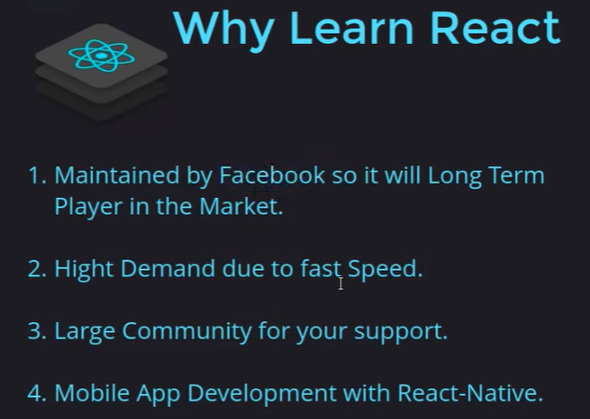 Why Learn React
1. Maintained by Facebook so it will Long Term
Player in the Market.
2. Hight Demand due to fast Speed.
3. Large Community for your support.
4. Mobile App Development with React-Native.